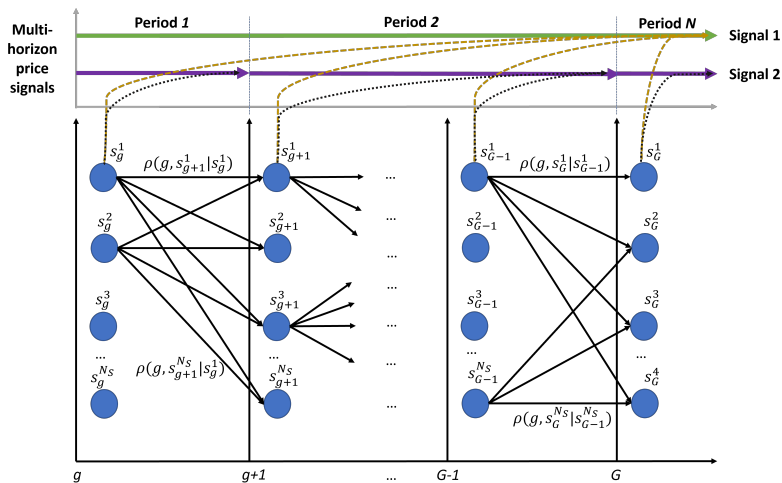 Period 1 Period 2 Period N
Multi-
horizon
price
signals
Signal 1
Signal 2
s_g^1 s_{g+1}^1 s_{G-1}^1 s_G^1
ρ(g, s_{g+1}^1|s_g^1) ... ρ(g, s_G^1|s_{G-1}^1)
s_g^2 s_{g+1}^2 ... s_{G-1}^2 s_G^2
...
s_g^3 s_{g+1}^3 ... s_{G-1}^3 s_G^3
...
... ... ... ...
s_g^{N_S} ρ(g, s_{g+1}^{N_S}|s_g^1) s_{g+1}^{N_S} ... s_{G-1}^{N_S} s_G^4
...
ρ(g, s_G^{N_S}|s_{G-1}^{N_S})
g g+1 ... G-1 G